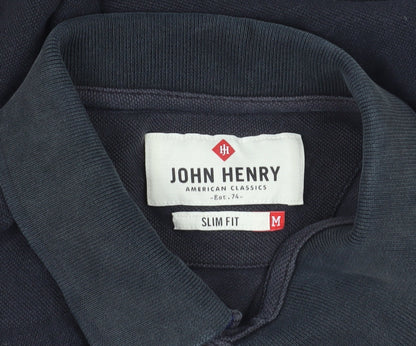 JH
JOHN HENRY
AMERICAN CLASSICS
-Est. 74-
SLIM FIT M